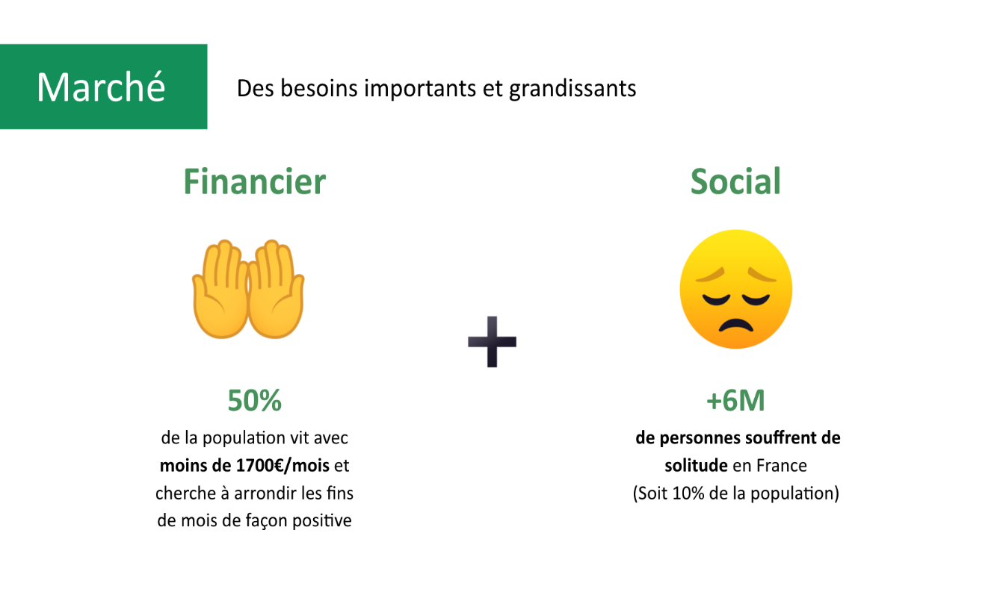 Marché
Des besoins importants et grandissants
Financier
50%
de la population vit avec
moins de 1700€/mois et
cherche à arrondir les fins
de mois de façon positive
Social
+6M
de personnes souffrent de
solitude en France
(Soit 10% de la population)